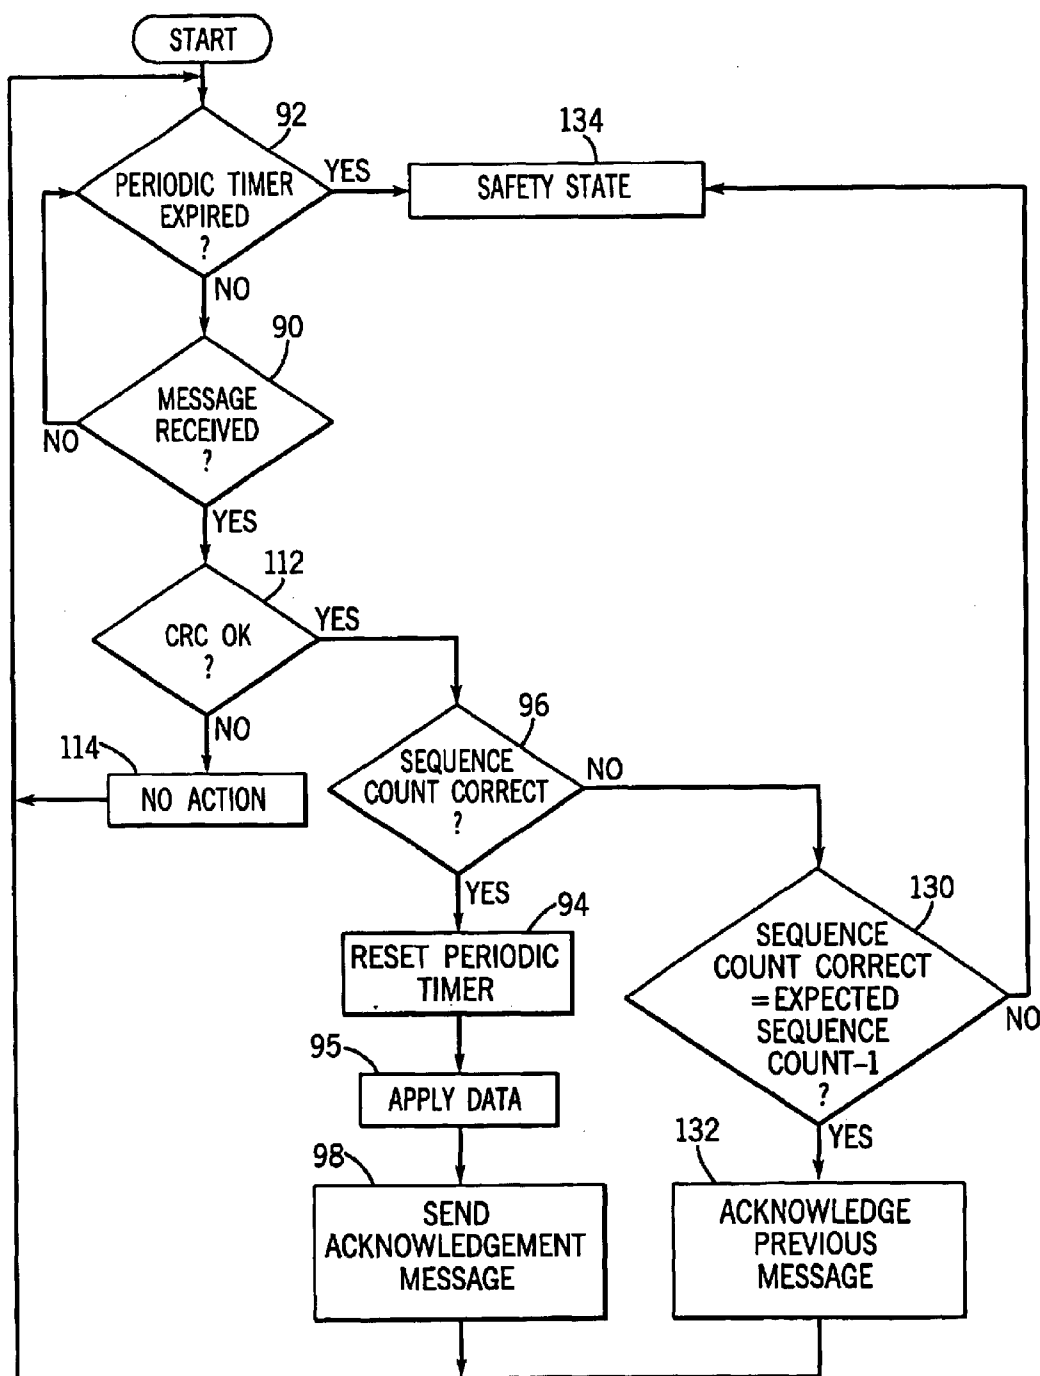 START
92
PERIODIC TIMER
EXPIRED
?
YES
134
SAFETY STATE
NO
90
MESSAGE
RECEIVED
?
NO
YES
112
CRC OK
?
YES
NO
114
NO ACTION
96
SEQUENCE
COUNT CORRECT
?
NO
YES
94
RESET PERIODIC
TIMER
95
APPLY DATA
98
SEND
ACKNOWLEDGEMENT
MESSAGE
130
SEQUENCE
COUNT CORRECT
=EXPECTED
SEQUENCE
COUNT-1
?
NO
YES
132
ACKNOWLEDGE
PREVIOUS
MESSAGE